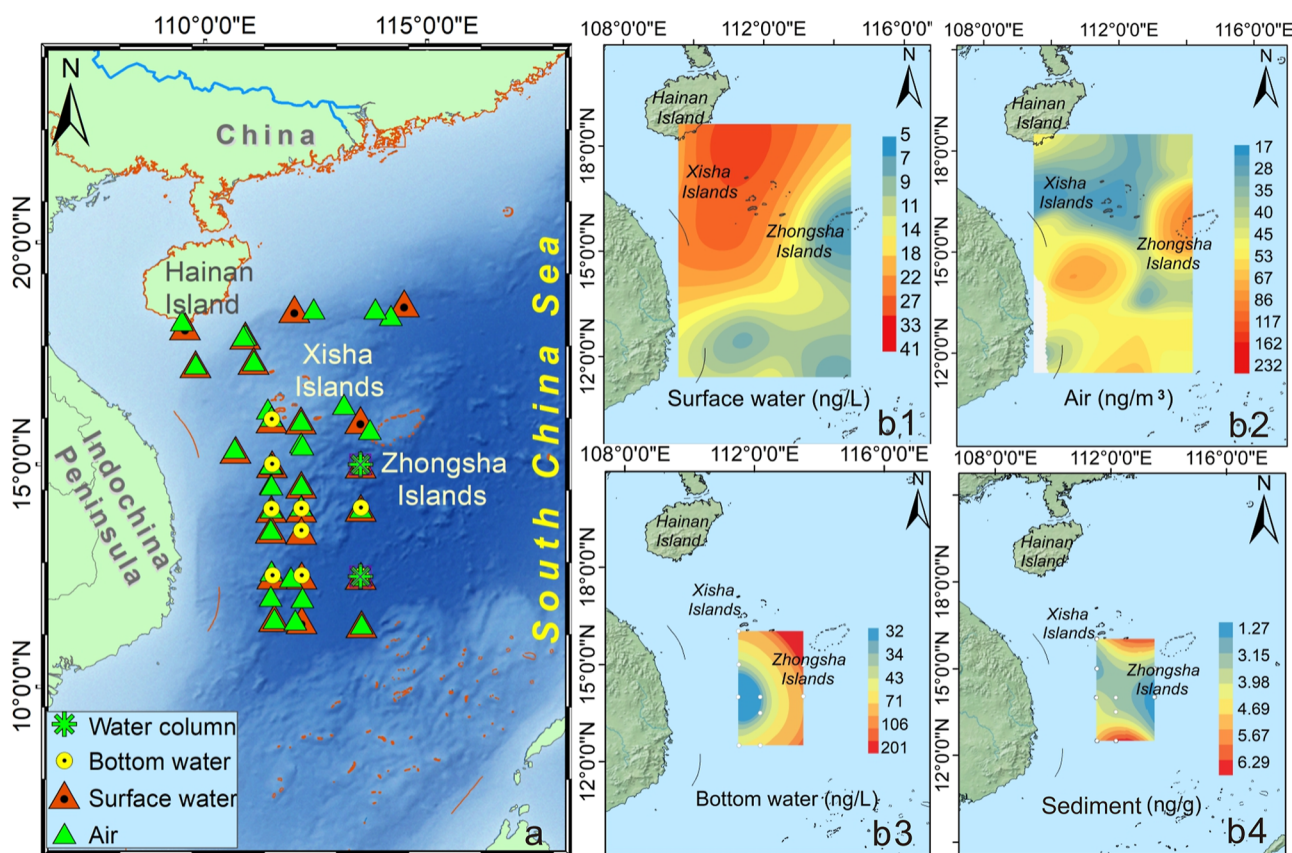 110°0'0"E
115°0'0"E
N
China
20°0'0"N
15°0'0"N
10°0'0"N
Hainan
Island
Xisha
Islands
Zhongsha
Islands
Indochina
Peninsula
South China Sea
Water column
Bottom water
Surface water
Air
a
108°0'0"E
112°0'0"E
116°0'0"E
N
Hainan
Island
18°0'0"N
15°0'0"N
12°0'0"N
Xisha
Islands
Zhongsha
Islands
5
7
9
11
14
18
22
27
33
41
Surface water (ng/L)
b1
108°0'0"E
112°0'0"E
116°0'0"E
N
Hainan
Island
18°0'0"N
15°0'0"N
12°0'0"N
Xisha
Islands
Zhongsha
Islands
17
28
35
40
45
53
67
86
117
162
232
Air (ng/m³)
b2
108°0'0"E
112°0'0"E
116°0'0"E
N
Hainan
Island
18°0'0"N
15°0'0"N
12°0'0"N
Xisha
Islands
Zhongsha
Islands
32
34
43
71
106
201
Bottom water (ng/L)
b3
108°0'0"E
112°0'0"E
116°0'0"E
N
Hainan
Island
18°0'0"N
15°0'0"N
12°0'0"N
Xisha
Islands
Zhongsha
Islands
1.27
3.15
3.98
4.69
5.67
6.29
Sediment (ng/g)
b4